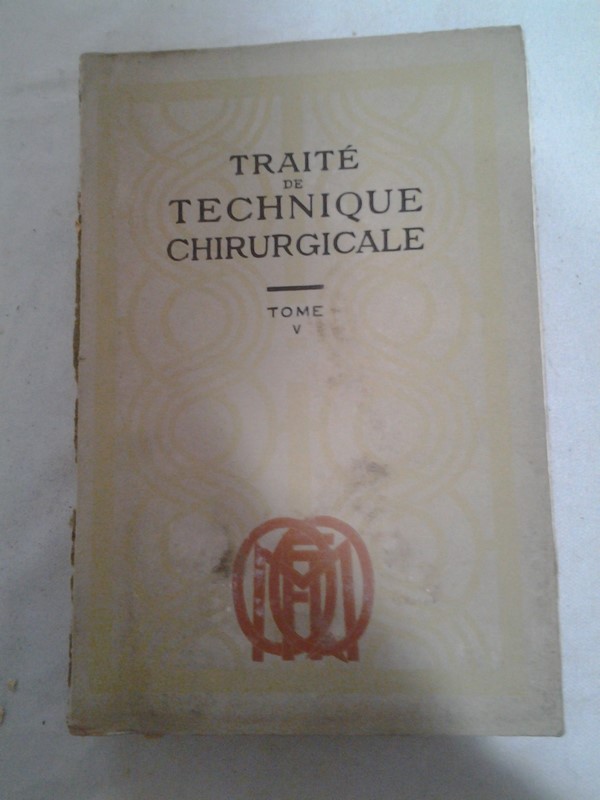 TRAITÉ
DE
TECHNIQUE
CHIRURGICALE
TOME
V